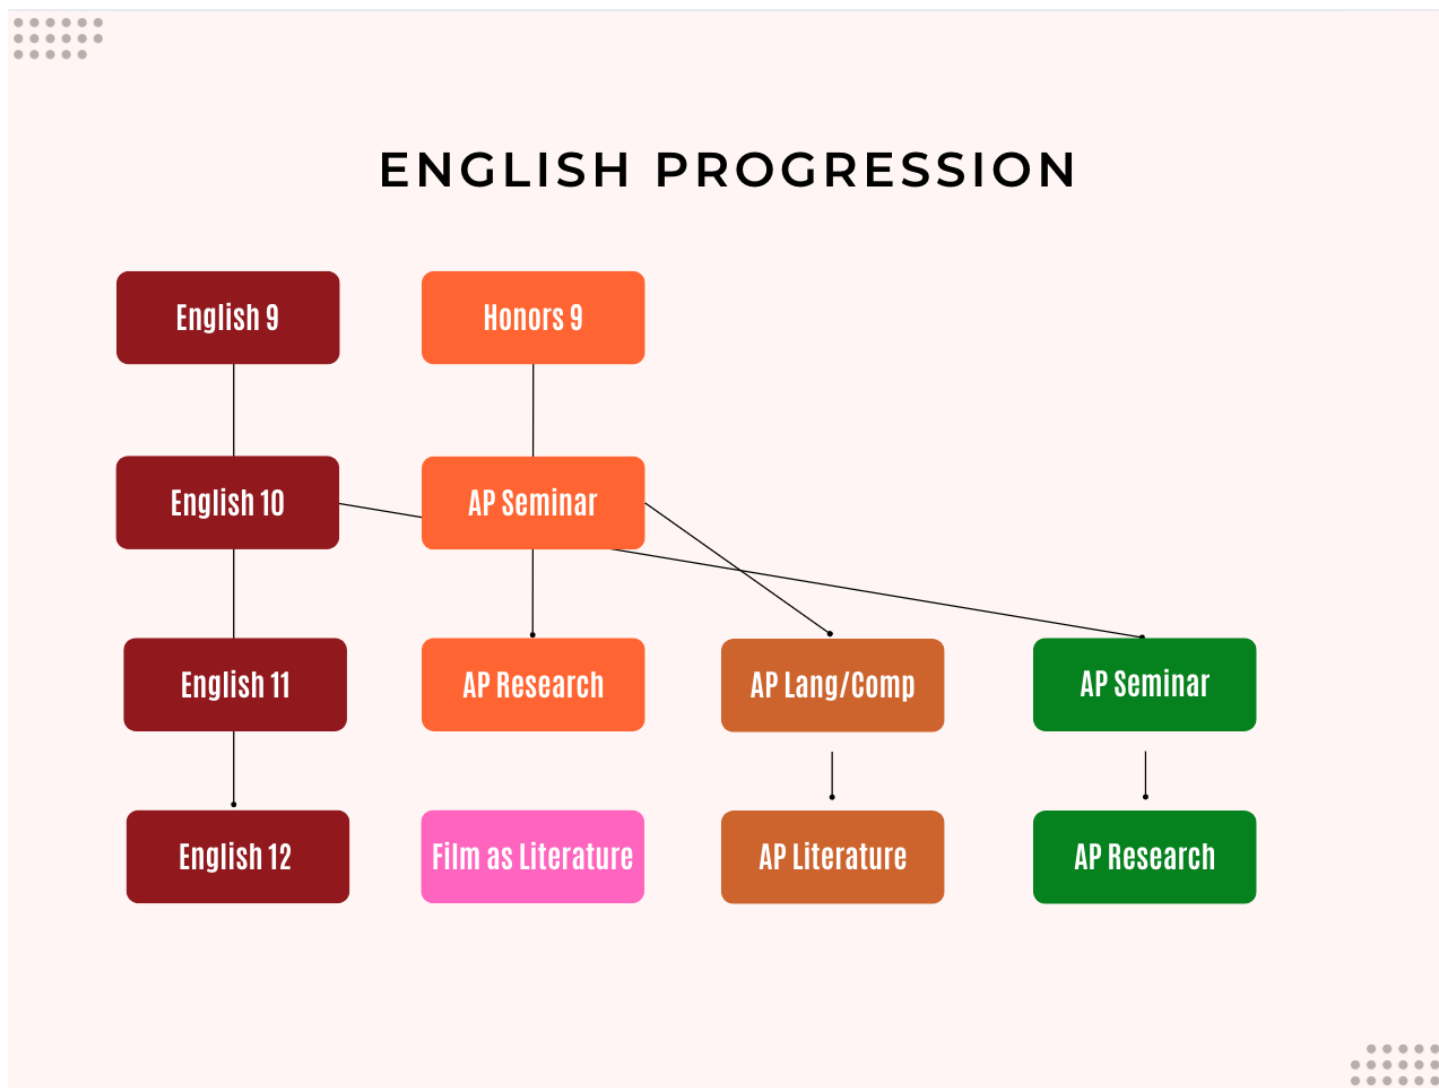 ENGLISH PROGRESSION
English 9
Honors 9
English 10
AP Seminar
English 11
AP Research
AP Lang/Comp
AP Seminar
English 12
Film as Literature
AP Literature
AP Research